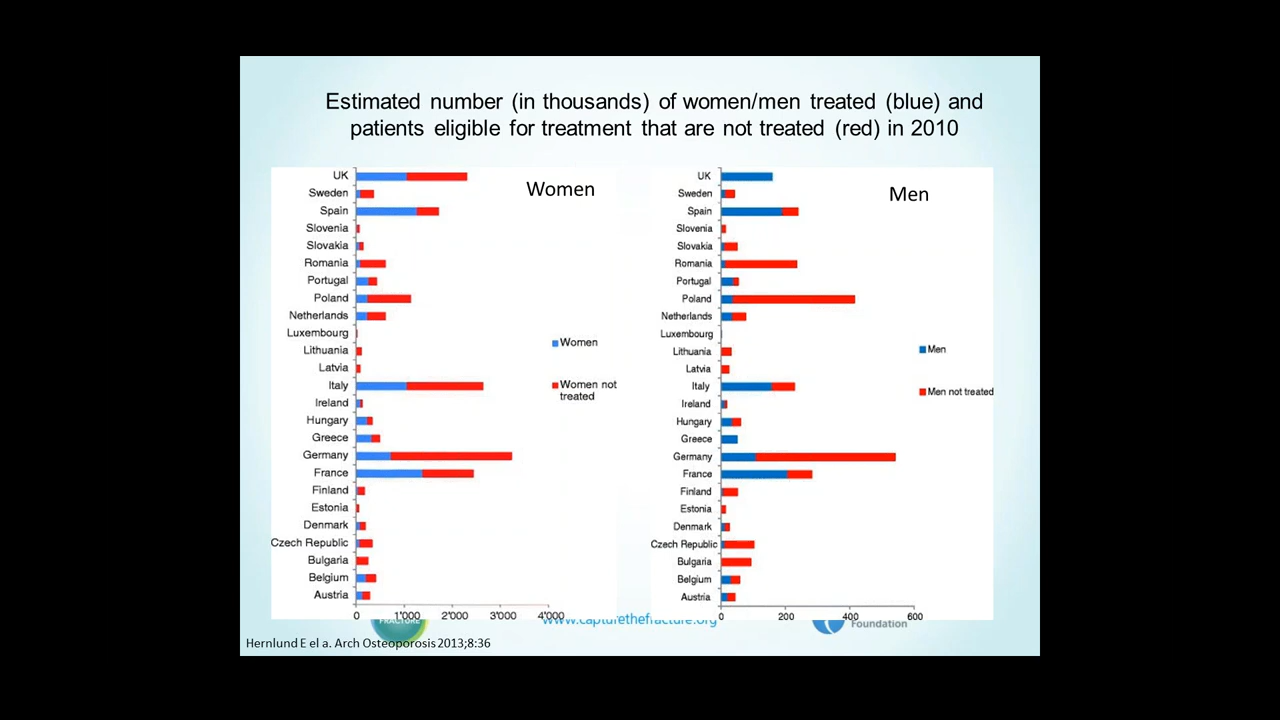 Estimated number (in thousands) of women/men treated (blue) and
patients eligible for treatment that are not treated (red) in 2010
Women
UK
Sweden
Spain
Slovenia
Slovakia
Romania
Portugal
Poland
Netherlands
Luxembourg
Lithuania
Latvia
Italy
Ireland
Hungary
Greece
Germany
France
Finland
Estonia
Denmark
Czech Republic
Bulgaria
Belgium
Austria
0 1'000 2'000 3'000 4'000
Women
Women not
treated
Men
UK
Sweden
Spain
Slovenia
Slovakia
Romania
Portugal
Poland
Netherlands
Luxembourg
Lithuania
Latvia
Italy
Ireland
Hungary
Greece
Germany
France
Finland
Estonia
Denmark
Czech Republic
Bulgaria
Belgium
Austria
0 200 400 600
Men
Men not treated
FRACTURE
www.capturethefracture.org
Foundation
Hernlund E el a. Arch Osteoporosis 2013;8:36